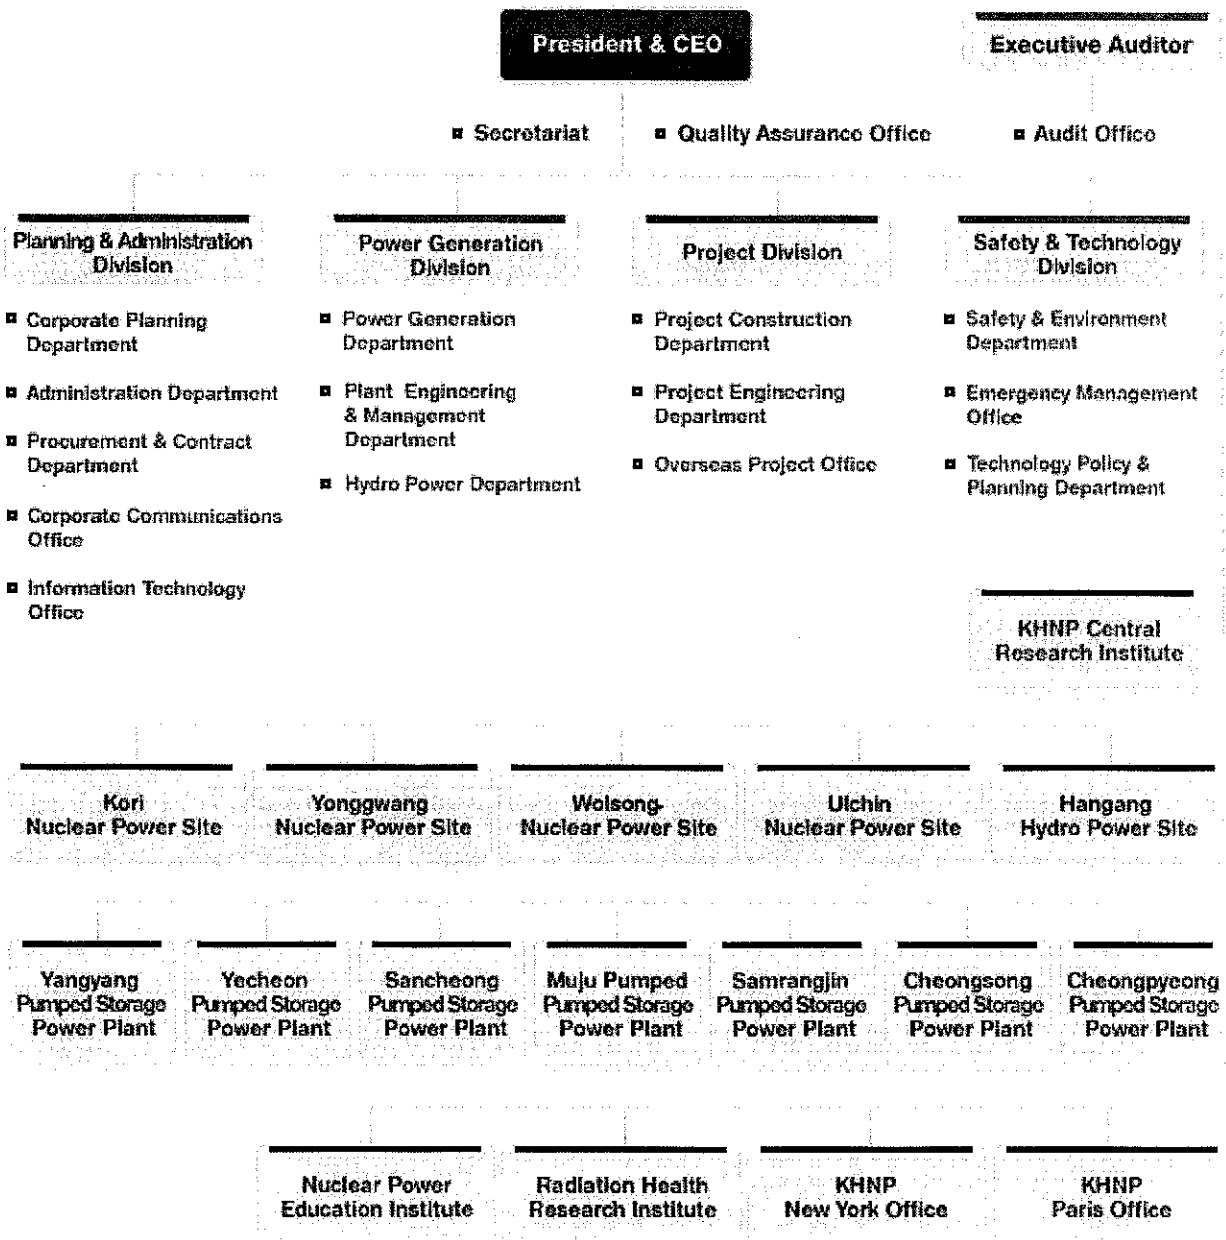 President & CEO
Executive Auditor
Secretariat
Quality Assurance Office
Audit Office
Planning & Administration
Division
Power Generation
Division
Project Division
Safety & Technology
Division
Corporate Planning
Department
Administration Department
Procurement & Contract
Department
Corporate Communications
Office
Information Technology
Office
Power Generation
Department
Plant Engineering
& Management
Department
Hydro Power Department
Project Construction
Department
Project Engineering
Department
Overseas Project Office
Safety & Environment
Department
Emergency Management
Office
Technology Policy &
Planning Department
KHNP Central
Research Institute
Kori
Nuclear Power Site
Yonggwang
Nuclear Power Site
Wolsong
Nuclear Power Site
Ulchin
Nuclear Power Site
Hangang
Hydro Power Site
Yangyang
Pumped Storage
Power Plant
Yecheon
Pumped Storage
Power Plant
Sancheong
Pumped Storage
Power Plant
Muju Pumped
Pumped Storage
Power Plant
Samrangjin
Pumped Storage
Power Plant
Cheongsong
Pumped Storage
Power Plant
Cheongpyeong
Pumped Storage
Power Plant
Nuclear Power
Education Institute
Radiation Health
Research Institute
KHNP
New York Office
KHNP
Paris Office